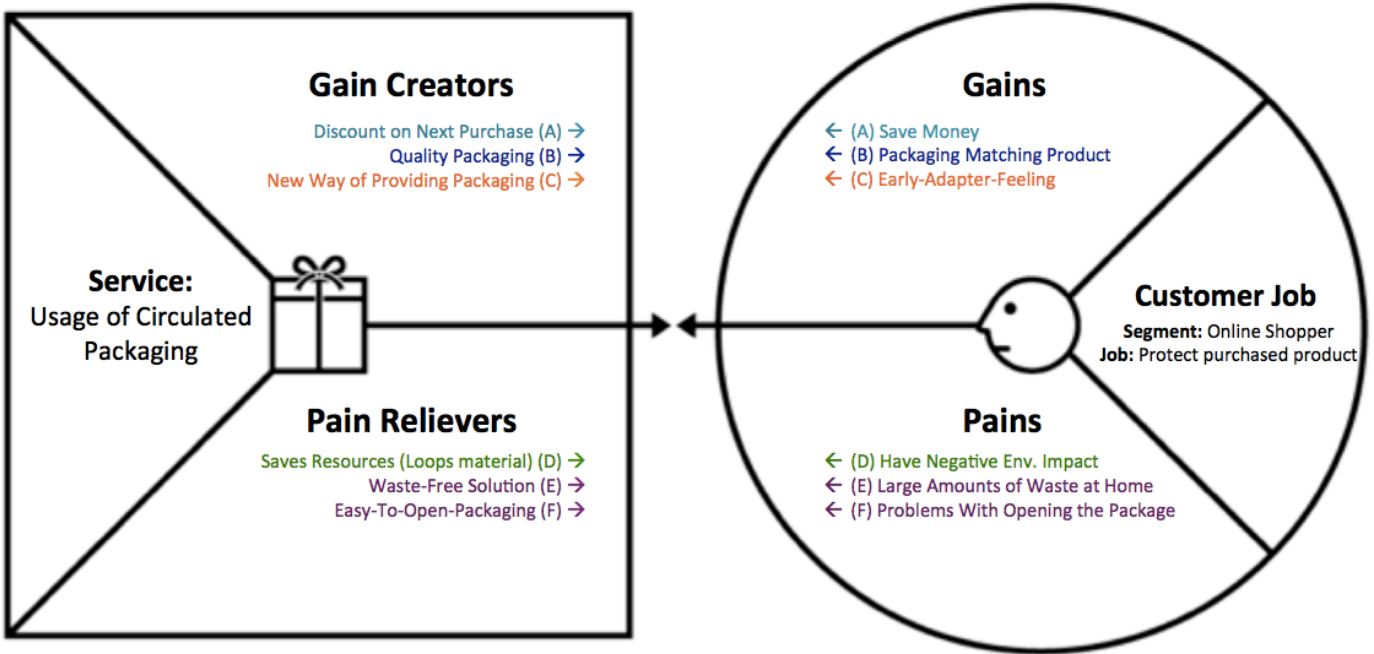 Gain Creators
Discount on Next Purchase (A) →
Quality Packaging (B) →
New Way of Providing Packaging (C) →
Service:
Usage of Circulated
Packaging
Pain Relievers
Saves Resources (Loops material) (D) →
Waste-Free Solution (E) →
Easy-To-Open-Packaging (F) →
Gains
← (A) Save Money
← (B) Packaging Matching Product
← (C) Early-Adapter-Feeling
Customer Job
Segment: Online Shopper
Job: Protect purchased product
Pains
← (D) Have Negative Env. Impact
← (E) Large Amounts of Waste at Home
← (F) Problems With Opening the Package